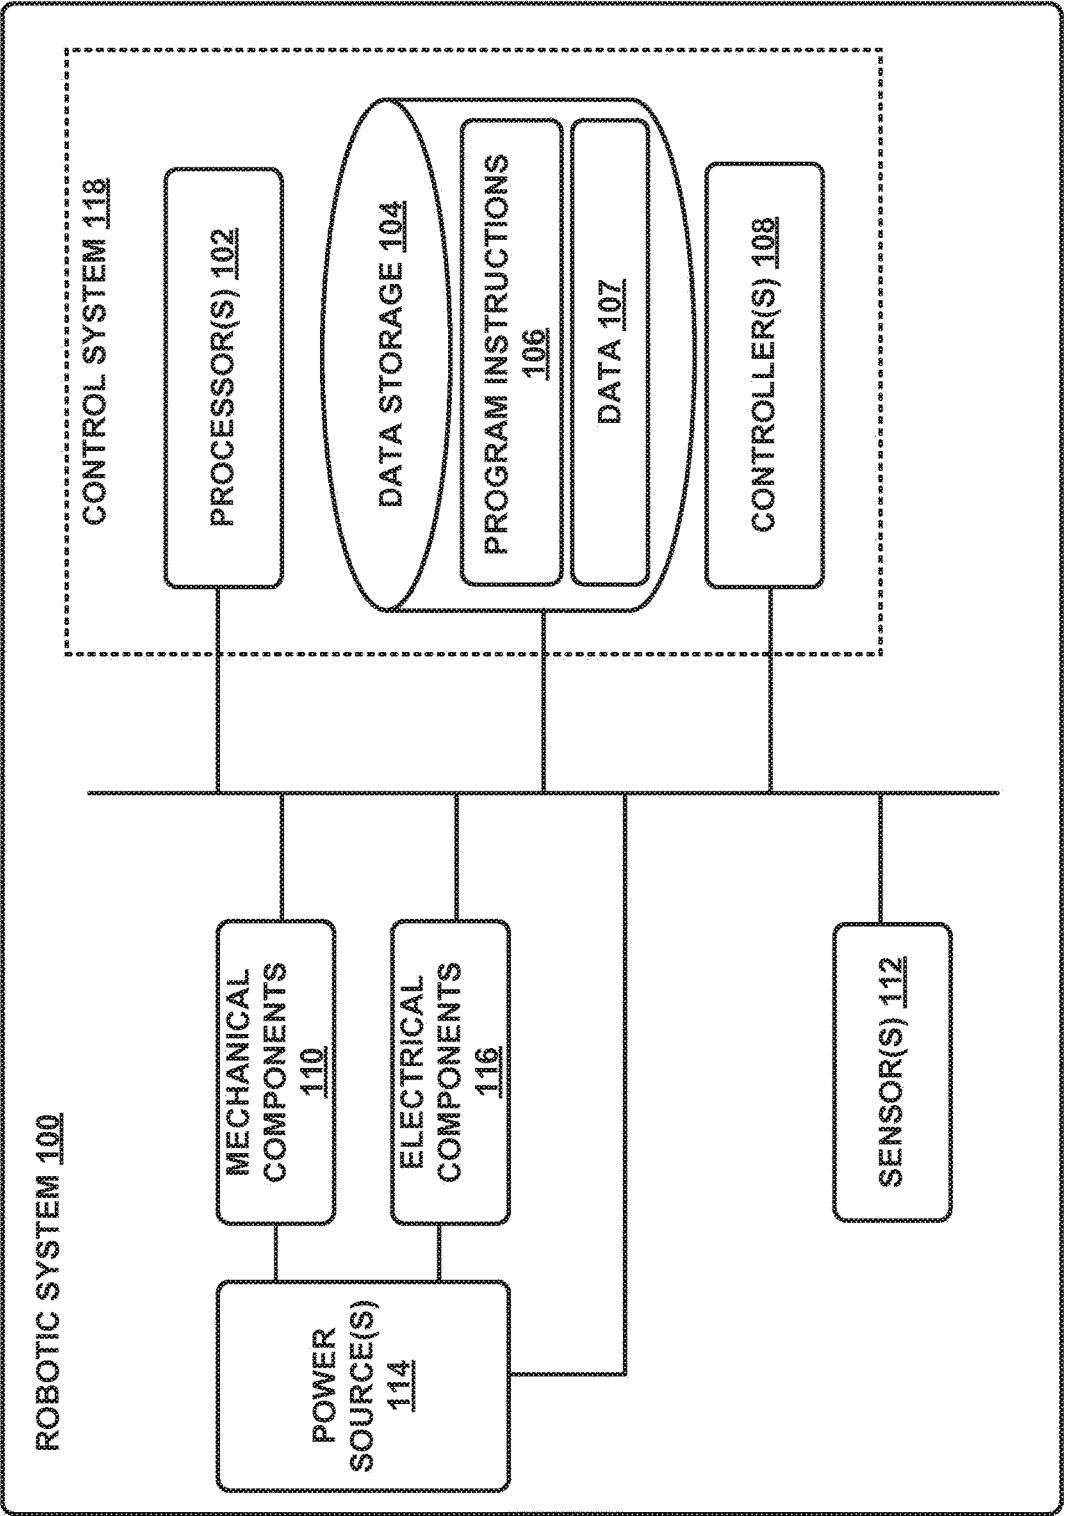 ROBOTIC SYSTEM 100
CONTROL SYSTEM 118
PROCESSOR(S) 102
DATA STORAGE 104
PROGRAM INSTRUCTIONS
106
DATA 107
CONTROLLER(S) 108
MECHANICAL
COMPONENTS
110
ELECTRICAL
COMPONENTS
116
POWER
SOURCE(S)
114
SENSOR(S) 112